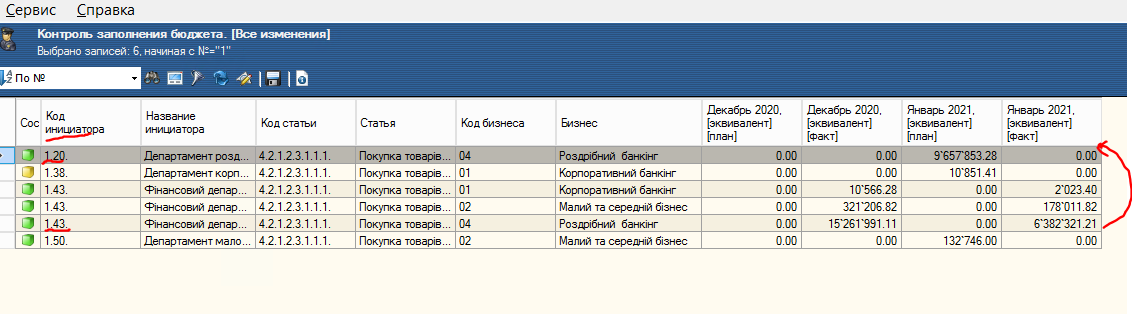 Сервис Справка
Контроль заполнения бюджета. [Все изменения]
Выбрано записей: 6, начиная с №="1"
По №
Сос Код инициатора Название инициатора Код статьи Статья Код бизнеса Бизнес Декабрь 2020, [эквивалент] [план] Декабрь 2020, [эквивалент] [факт] Январь 2021, [эквивалент] [план] Январь 2021, [эквивалент] [факт]
1.20. Департамент розд... 4.2.1.2.3.1.1.1. Покупка товарів... 04 Роздрібний банкінг 0.00 0.00 9`657`853.28 0.00
1.38. Департамент корп... 4.2.1.2.3.1.1.1. Покупка товарів... 01 Корпоративний банкінг 0.00 0.00 10`851.41 0.00
1.43. Фінансовий депар... 4.2.1.2.3.1.1.1. Покупка товарів... 01 Корпоративний банкінг 0.00 10`566.28 0.00 2`023.40
1.43. Фінансовий депар... 4.2.1.2.3.1.1.1. Покупка товарів... 02 Малий та середній бізнес 0.00 321`206.82 0.00 178`011.82
1.43. Фінансовий депар... 4.2.1.2.3.1.1.1. Покупка товарів... 04 Роздрібний банкінг 0.00 15`261`991.11 0.00 6`382`321.21
1.50. Департамент мало... 4.2.1.2.3.1.1.1. Покупка товарів... 02 Малий та середній бізнес 0.00 0.00 132`746.00 0.00